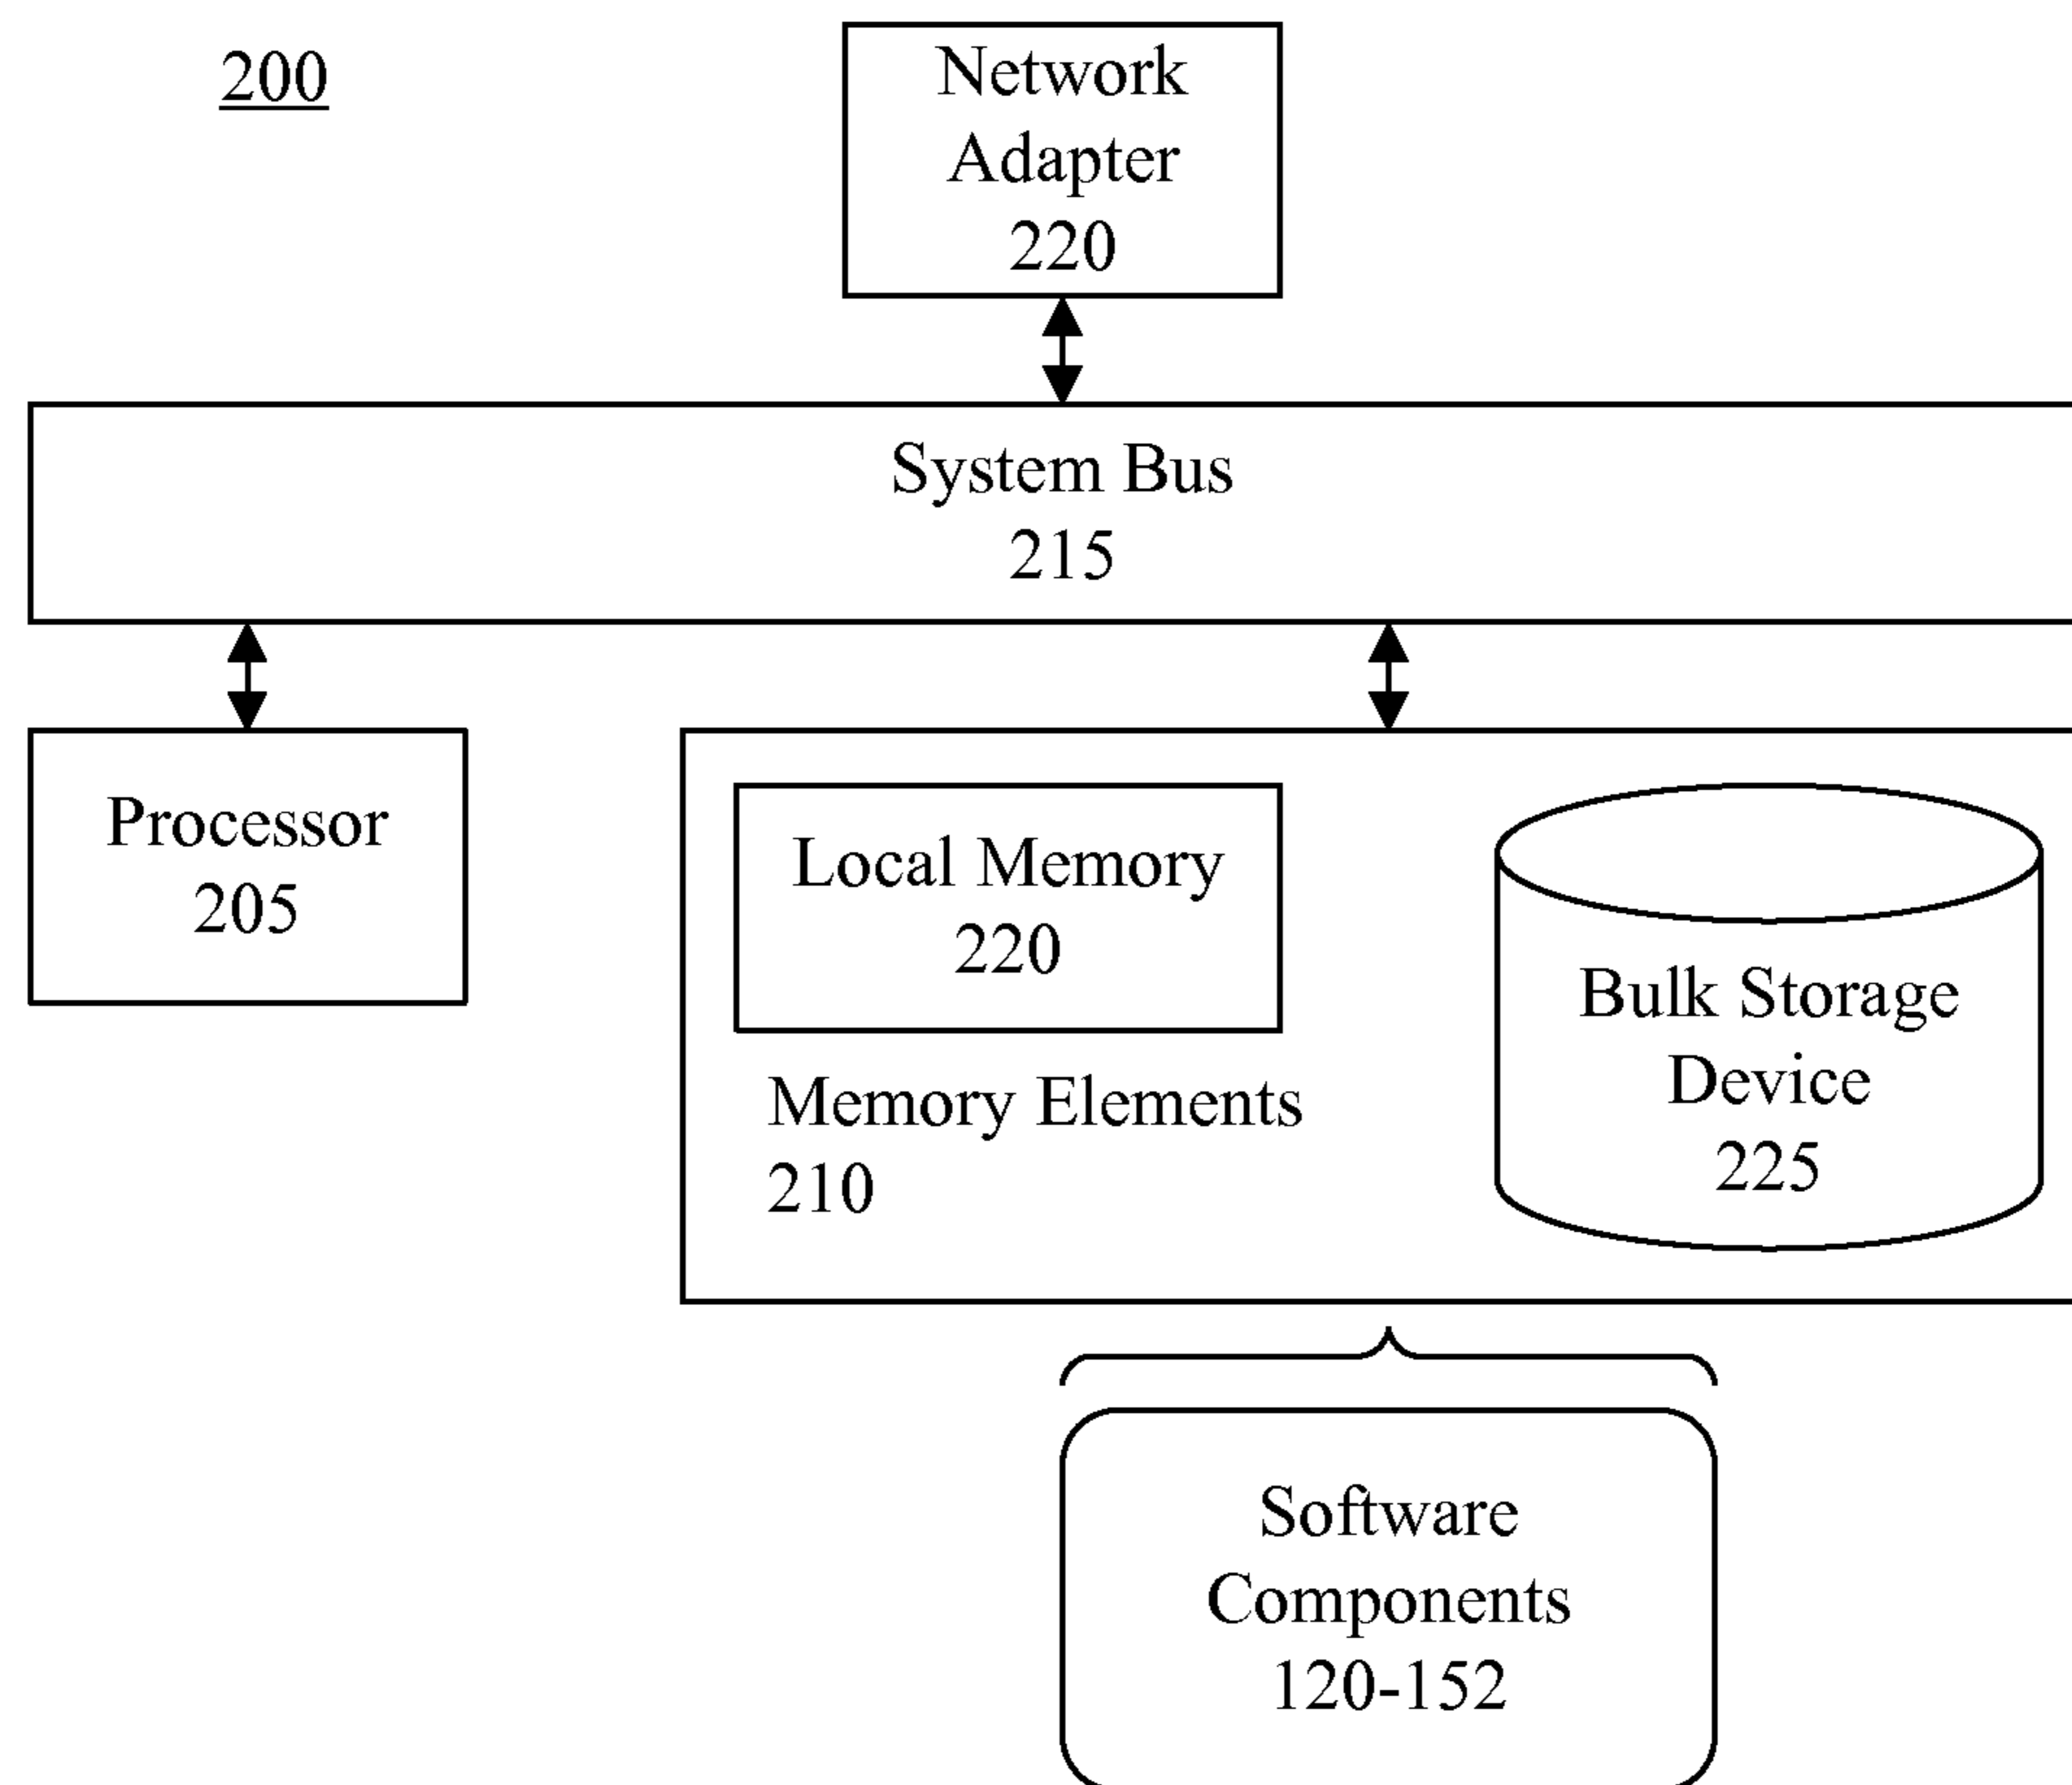 200
Network
Adapter
220
System Bus
215
Processor
205
Local Memory
220
Memory Elements
210
Bulk Storage
Device
225
Software
Components
120-152